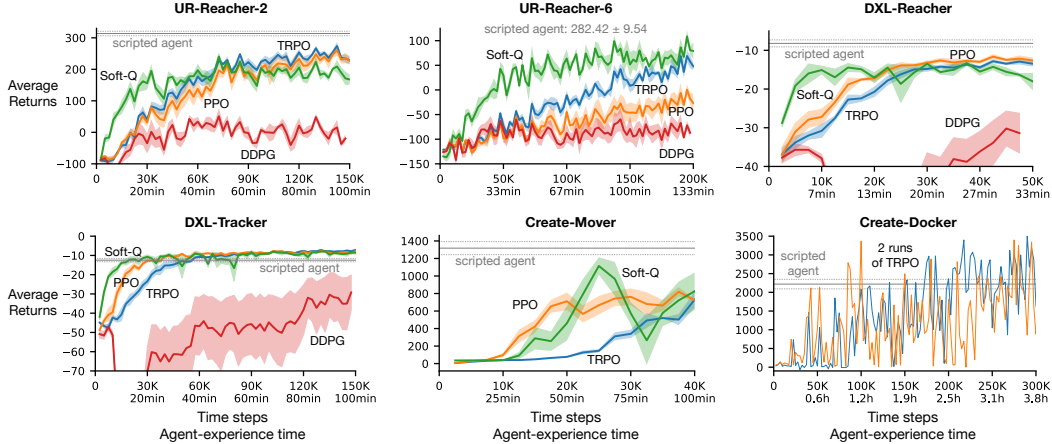 UR-Reacher-2
Average
Returns
300
200
100
0
−100
scripted agent
Soft-Q
TRPO
PPO
DDPG
0 30K 60K 90K 120K 150K
20min 40min 60min 80min 100min
UR-Reacher-6
100
50
0
−50
−100
−150
scripted agent: 282.42 ± 9.54
Soft-Q
TRPO
PPO
DDPG
0 50K 100K 150K 200K
33min 67min 100min 133min
DXL-Reacher
−10
−20
−30
−40
scripted agent
PPO
Soft-Q
TRPO
DDPG
0 10K 20K 30K 40K 50K
7min 13min 20min 27min 33min
DXL-Tracker
Average
Returns
0
−10
−20
−30
−40
−50
−60
−70
Soft-Q
scripted agent
PPO
TRPO
DDPG
0 30K 60K 90K 120K 150K
20min 40min 60min 80min 100min
Time steps
Agent-experience time
Create-Mover
1400
1200
1000
800
600
400
200
0
scripted agent
Soft-Q
PPO
TRPO
10K 20K 30K 40K
25min 50min 75min 100min
Time steps
Agent-experience time
Create-Docker
3500
3000
2500
2000
1500
1000
500
0
scripted
agent
2 runs
of TRPO
50K 100K 150K 200K 250K 300K
0.6h 1.2h 1.9h 2.5h 3.1h 3.8h
Time steps
Agent-experience time